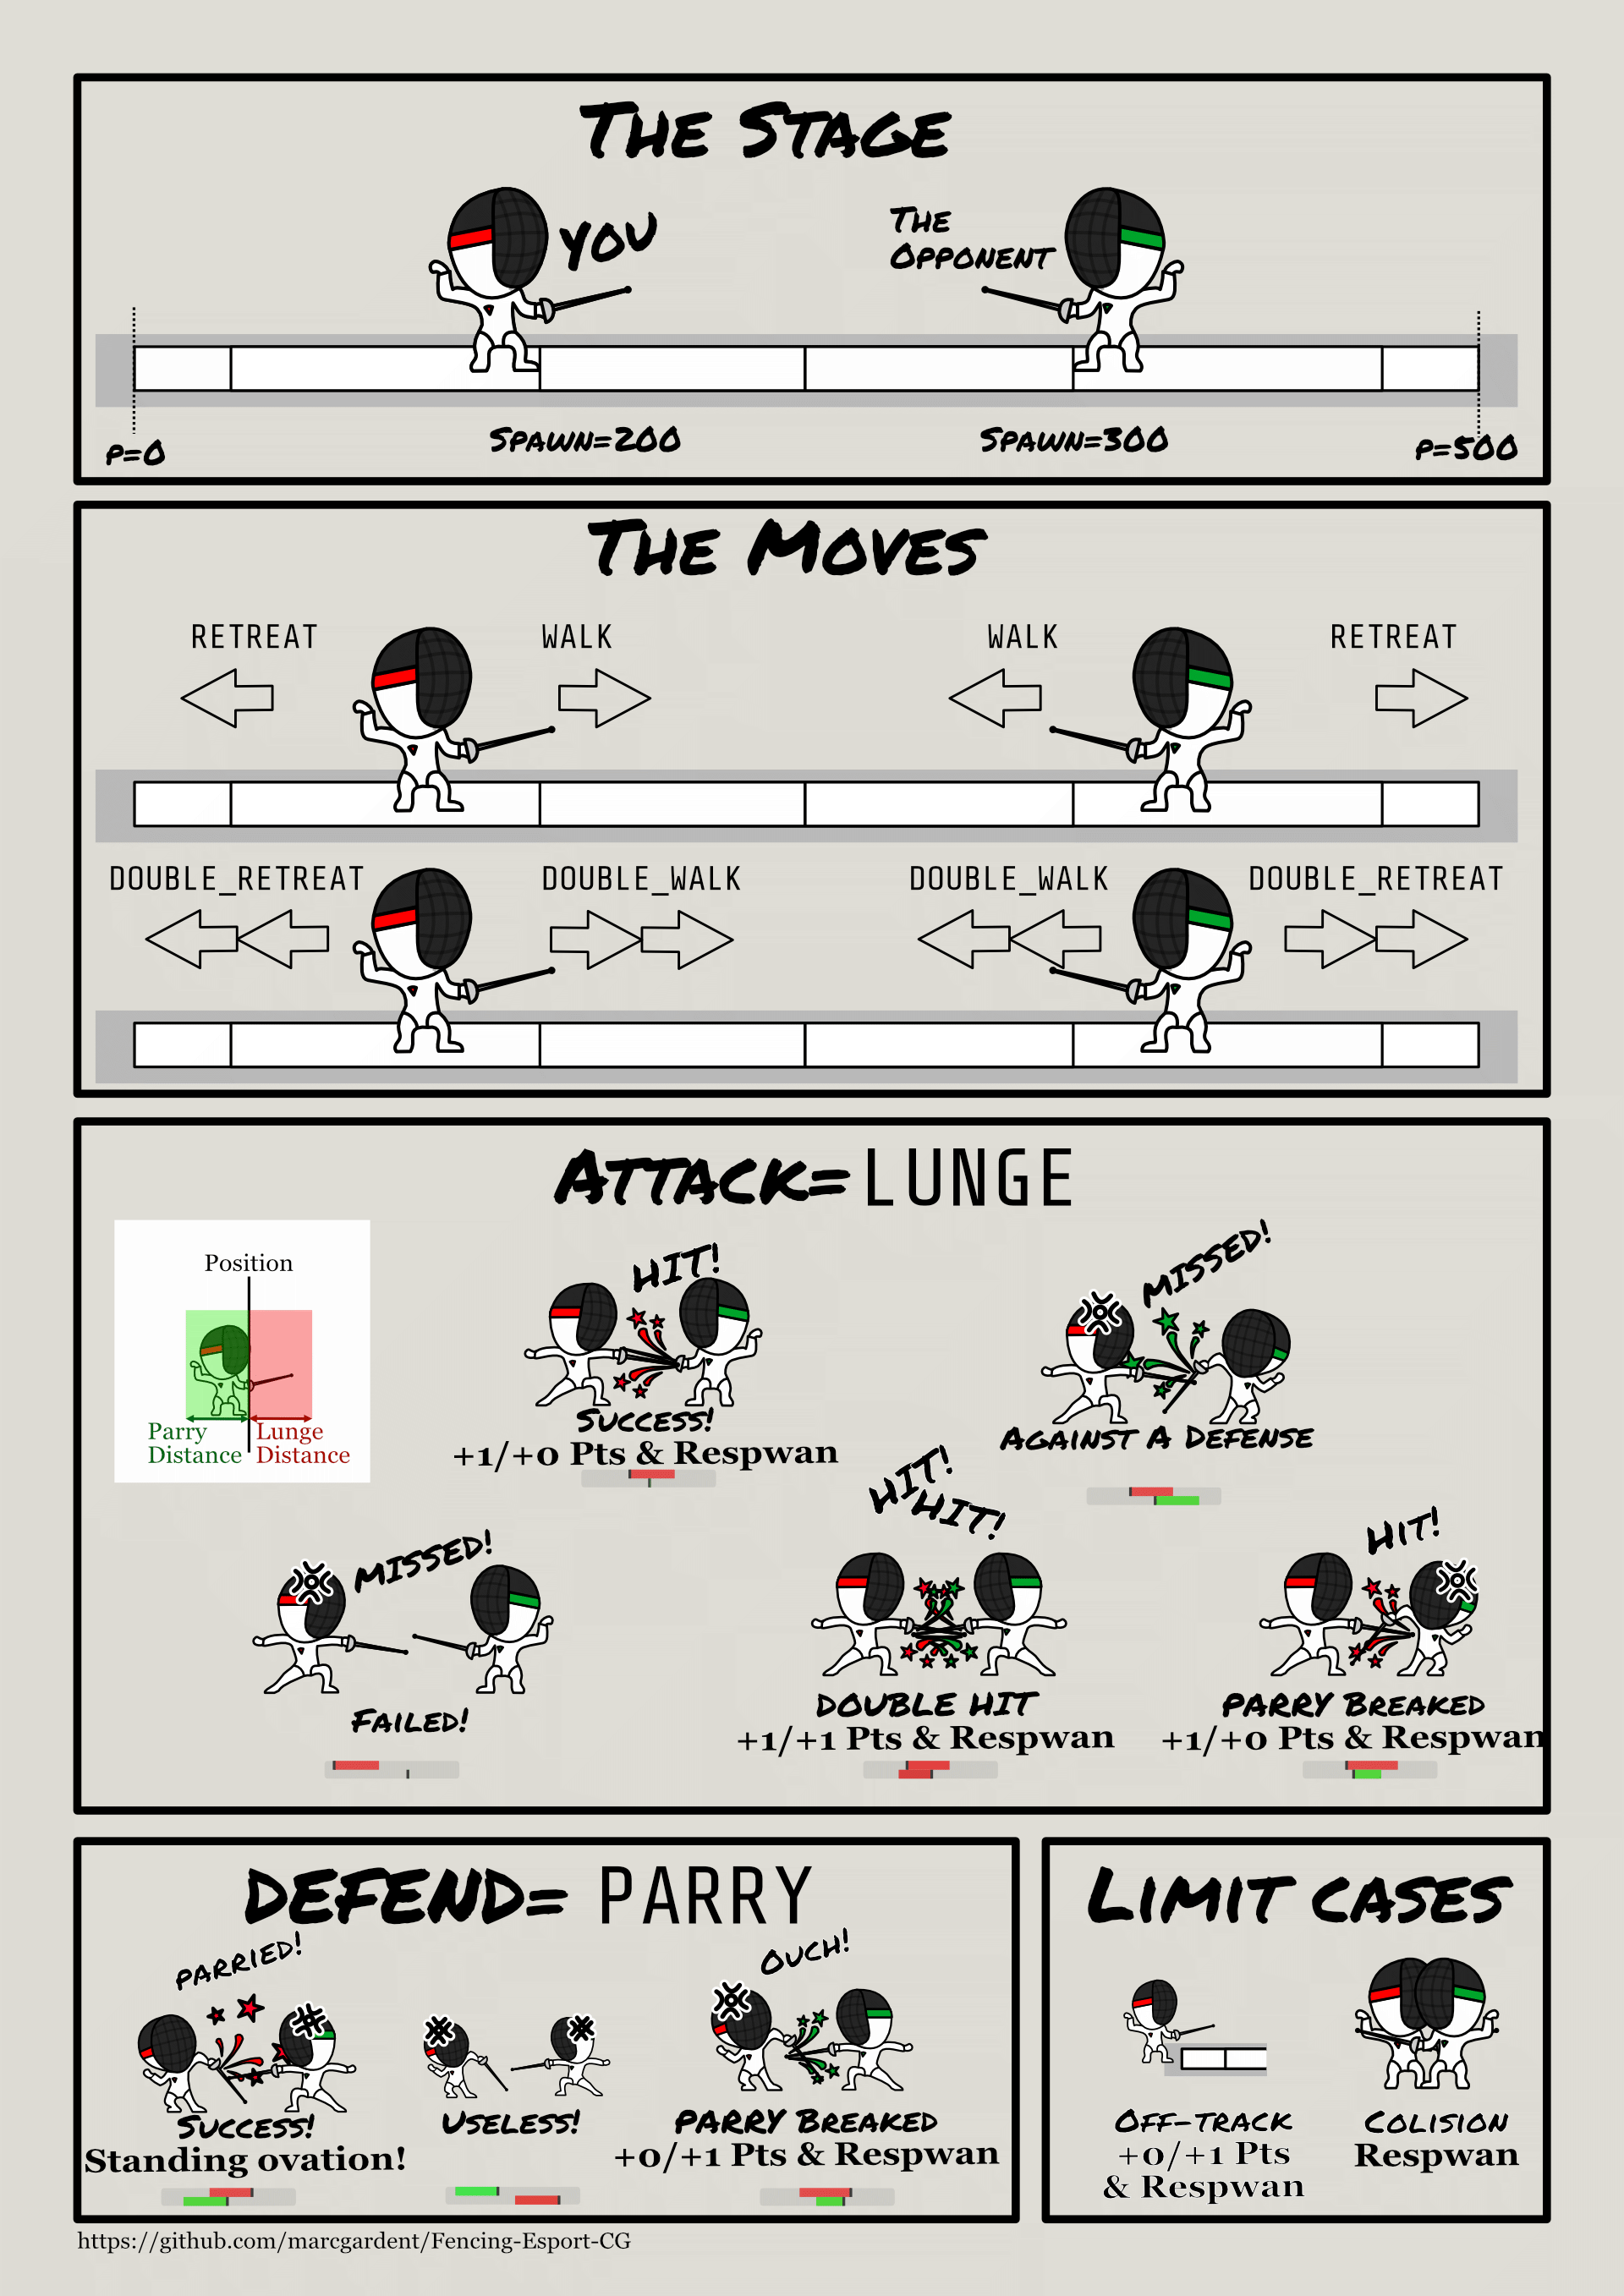 The Stage
YOU
The
Opponent
p=0
Spawn=200
Spawn=300
p=500
The Moves
RETREAT
WALK
WALK
RETREAT
DOUBLE_RETREAT
DOUBLE_WALK
DOUBLE_WALK
DOUBLE_RETREAT
Attack=LUNGE
Position
Parry
Distance
Lunge
Distance
HIT!
Success!
+1/+0 Pts & Respwan
MISSED!
Against A Defense
MISSED!
Failed!
HIT!
HIT!
DOUBLE HIT
+1/+1 Pts & Respwan
HIT!
PARRY Breaked
+1/+0 Pts & Respwan
DEFEND= PARRY
PARRIED!
Success!
Standing ovation!
Useless!
Ouch!
PARRY Breaked
+0/+1 Pts & Respwan
Limit cases
Off-track
+0/+1 Pts
& Respwan
Colision
Respwan
https://github.com/marcgardent/Fencing-Esport-CG